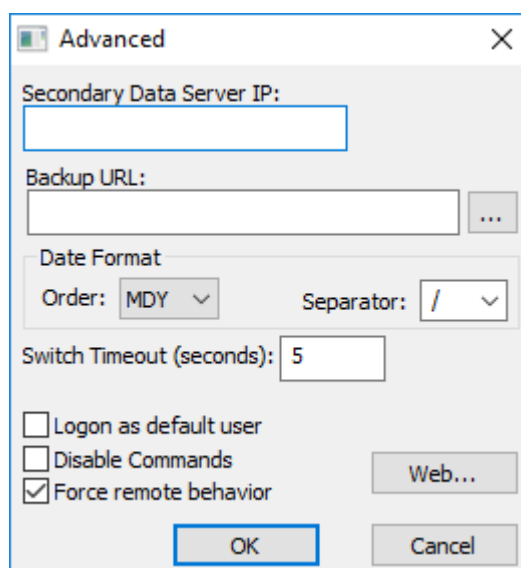 Advanced
Secondary Data Server IP:
Backup URL:
...
Date Format
Order: MDY Separator: /
Switch Timeout (seconds): 5
Logon as default user
Disable Commands
Web...
Force remote behavior
OK Cancel